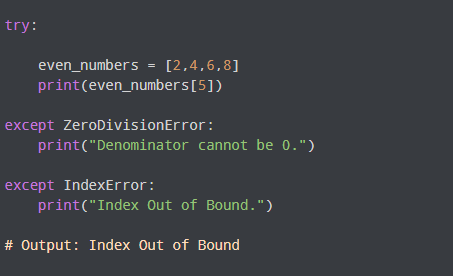 try:
    even_numbers = [2,4,6,8]
    print(even_numbers[5])
except ZeroDivisionError:
    print("Denominator cannot be 0.")
except IndexError:
    print("Index Out of Bound.")
# Output: Index Out of Bound